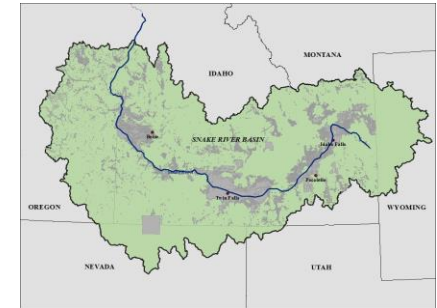 MONTANA
IDAHO
Boise
SNAKE RIVER BASIN
Idaho Falls
Pocatello
Twin Falls
OREGON
WYOMING
NEVADA
UTAH